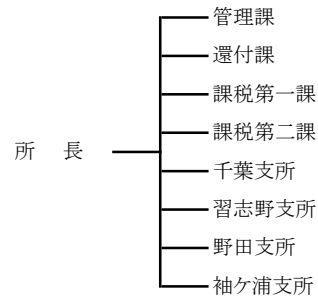 管理課
還付課
課税第一課
課税第二課
所　長
千葉支所
習志野支所
野田支所
袖ケ浦支所